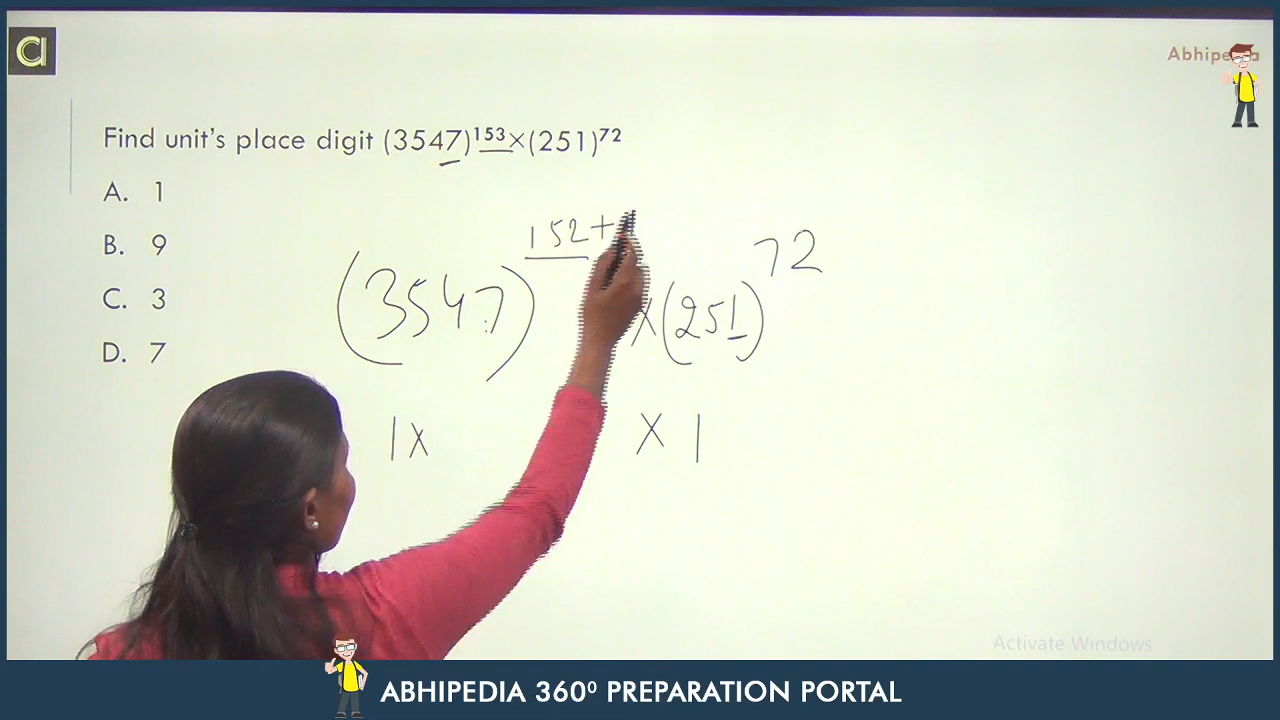 a
Abhipedia
Find unit's place digit (3547)¹⁵³×(251)⁷²
A. 1
B. 9
C. 3
D. 7
(3547)¹⁵²⁺ ×(251)⁷²
1× × 1
Activate Windows
ABHIPEDIA 360⁰ PREPARATION PORTAL